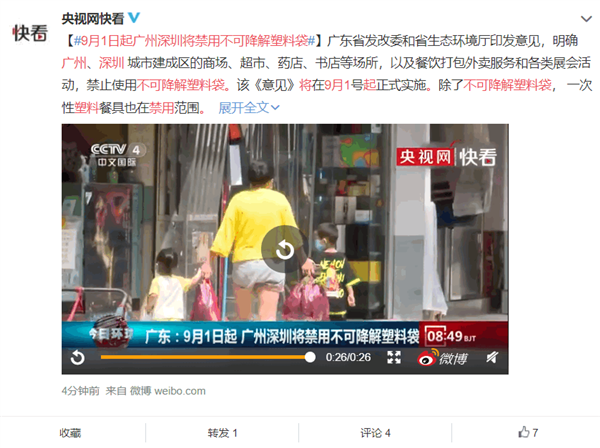 快看
央视网快看
【#9月1日起广州深圳将禁用不可降解塑料袋#】广东省发改委和省生态环境厅印发意见，明确
广州、深圳 城市建成区的商场、超市、药店、书店等场所，以及餐饮打包外卖服务和各类展会活
动，禁止使用不可降解塑料袋。该《意见》将在9月1号起正式实施。除了不可降解塑料袋， 一次
性塑料餐具也在禁用范围。 展开全文
CCTV 4
中文国际
央视网 快看
今日环球
广东：9月1日起 广州深圳将禁用不可降解塑料袋
08:49 BJT
0:26/0:26
微博
4分钟前 来自 微博 weibo.com
收藏
转发 1
评论 4
7